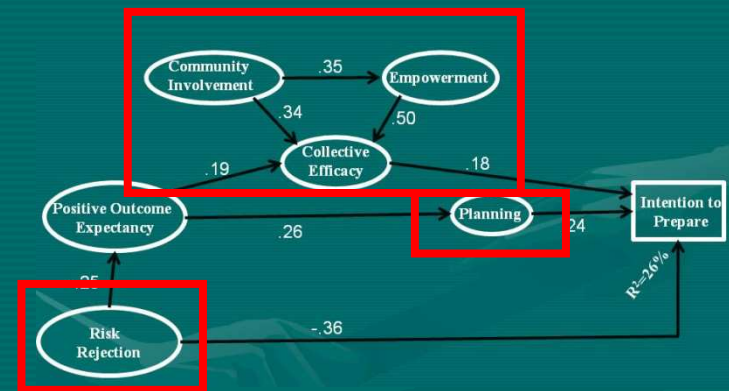 Community
Involvement
.35
Empowerment
.34
.50
Collective
Efficacy
.19
.18
Positive Outcome
Expectancy
.26
Planning
.24
Intention to
Prepare
R²=26%
.25
Risk
Rejection
-.36